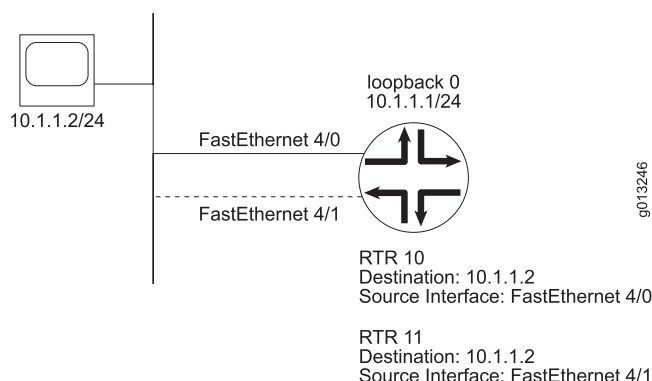 loopback 0
10.1.1.1/24
10.1.1.2/24
FastEthernet 4/0
FastEthernet 4/1
g013246
RTR 10
Destination: 10.1.1.2
Source Interface: FastEthernet 4/0
RTR 11
Destination: 10.1.1.2
Source Interface: FastEthernet 4/1